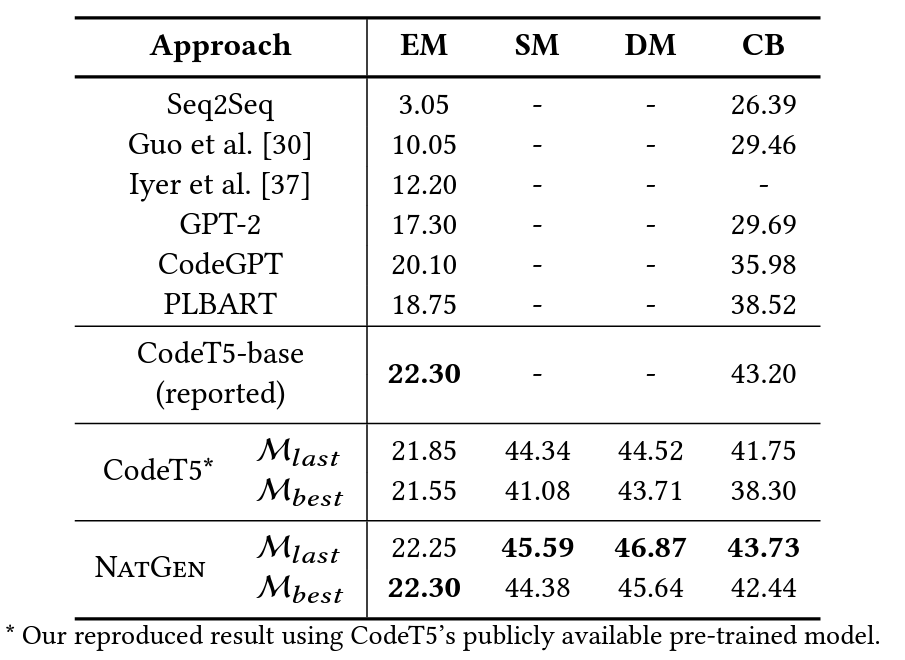 Approach EM SM DM CB
Seq2Seq 3.05 - - 26.39
Guo et al. [30] 10.05 - - 29.46
Iyer et al. [37] 12.20 - - -
GPT-2 17.30 - - 29.69
CodeGPT 20.10 - - 35.98
PLBART 18.75 - - 38.52
CodeT5-base
(reported) 22.30 - - 43.20
CodeT5* M_last 21.85 44.34 44.52 41.75
M_best 21.55 41.08 43.71 38.30
NatGen M_last 22.25 45.59 46.87 43.73
M_best 22.30 44.38 45.64 42.44
* Our reproduced result using CodeT5's publicly available pre-trained model.